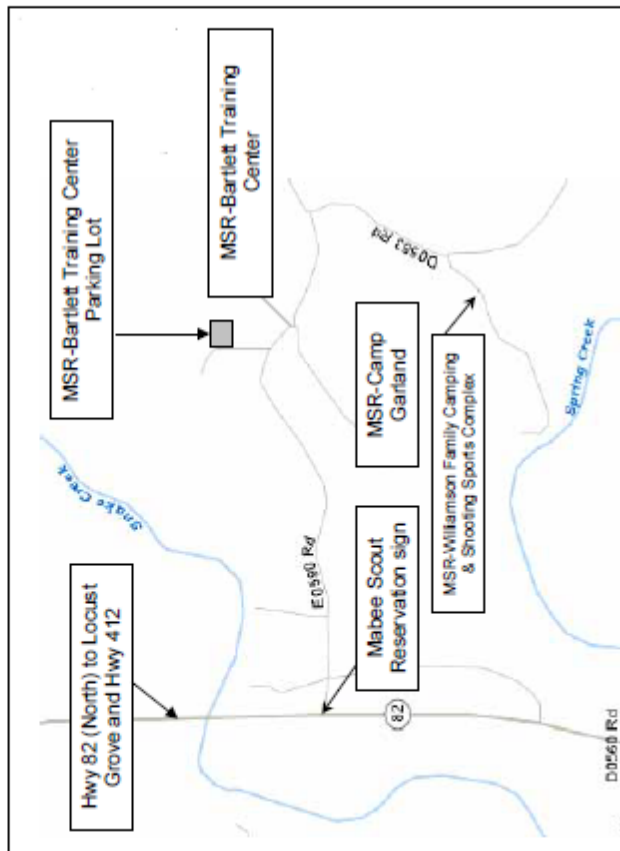 MSR-Bartlett Training Center
Parking Lot
MSR-Bartlett Training
Center
Hwy 82 (North) to Locust
Grove and Hwy 412
Snake Creek
E0590 Rd
Mabee Scout
Reservation sign
MSR-Camp
Garland
D0563 Rd
MSR-Williamson Family Camping
& Shooting Sports Complex
Spring Creek
82
D0560 Rd